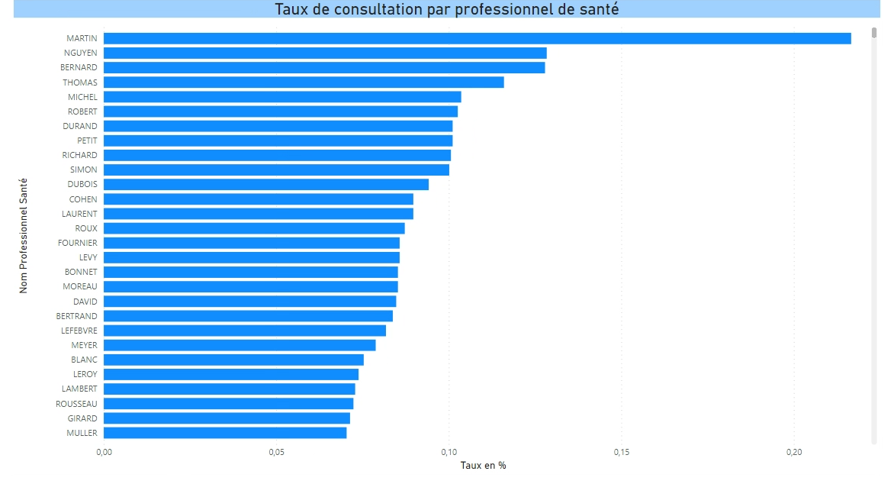 Taux de consultation par professionnel de santé
Nom Professionnel Santé
MARTIN
NGUYEN
BERNARD
THOMAS
MICHEL
ROBERT
DURAND
PETIT
RICHARD
SIMON
DUBOIS
COHEN
LAURENT
ROUX
FOURNIER
LEVY
BONNET
MOREAU
DAVID
BERTRAND
LEFEBVRE
MEYER
BLANC
LEROY
LAMBERT
ROUSSEAU
GIRARD
MULLER
0,00 0,05 0,10 0,15 0,20
Taux en %